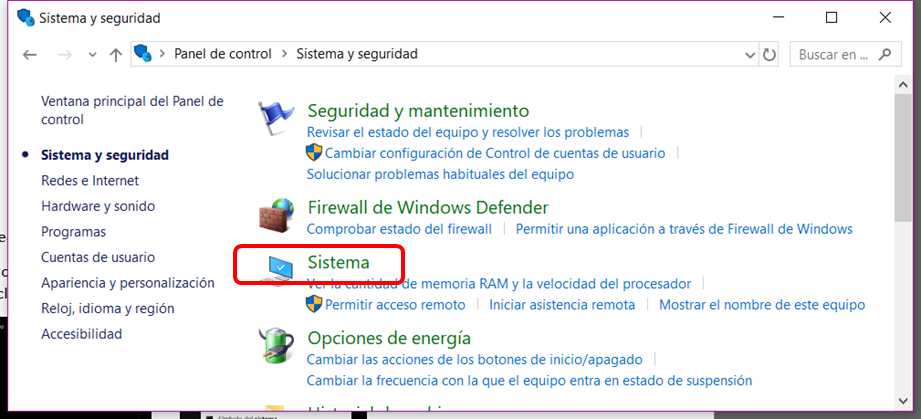 Sistema y seguridad
Panel de control > Sistema y seguridad
Buscar en ...
Ventana principal del Panel de
control
Sistema y seguridad
Redes e Internet
Hardware y sonido
Programas
Cuentas de usuario
Apariencia y personalización
Reloj, idioma y región
Accesibilidad
Seguridad y mantenimiento
Revisar el estado del equipo y resolver los problemas
Cambiar configuración de Control de cuentas de usuario
Solucionar problemas habituales del equipo
Firewall de Windows Defender
Comprobar estado del firewall
Permitir una aplicación a través de Firewall de Windows
Sistema
Ver la cantidad de memoria RAM y la velocidad del procesador
Permitir acceso remoto
Iniciar asistencia remota
Mostrar el nombre de este equipo
Opciones de energía
Cambiar las acciones de los botones de inicio/apagado
Cambiar la frecuencia con la que el equipo entra en estado de suspensión